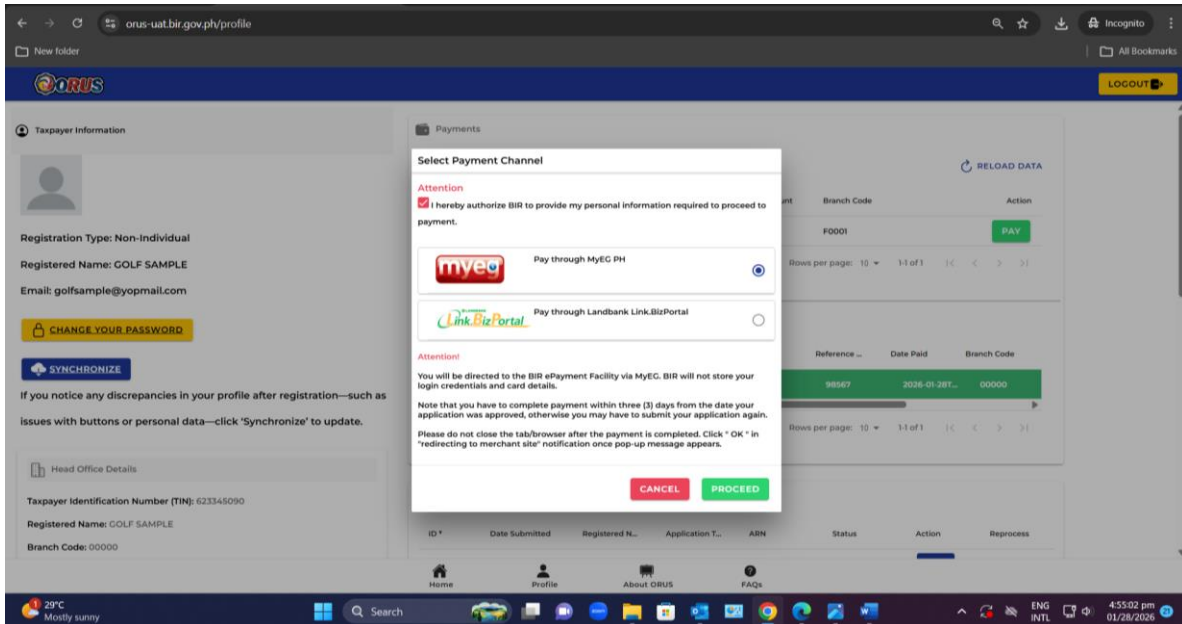 orus-uat.bir.gov.ph/profile
Incognito
New folder
All Bookmarks
ORUS
LOGOUT
Taxpayer Information
Registration Type: Non-Individual
Registered Name: GOLF SAMPLE
Email: golfsample@yopmail.com
CHANGE YOUR PASSWORD
SYNCHRONIZE
If you notice any discrepancies in your profile after registration—such as
issues with buttons or personal data—click 'Synchronize' to update.
Head Office Details
Taxpayer Identification Number (TIN): 623345090
Registered Name: GOLF SAMPLE
Branch Code: 00000
Payments
RELOAD DATA
Branch Code
Action
F0001
PAY
Rows per page: 10
1-1 of 1
Select Payment Channel
Attention
I hereby authorize BIR to provide my personal information required to proceed to
payment.
myeg
Pay through MyEG PH
Link.BizPortal
Pay through Landbank Link.BizPortal
Attention!
You will be directed to the BIR ePayment Facility via MyEG. BIR will not store your
login credentials and card details.
Note that you have to complete payment within three (3) days from the date your
application was approved, otherwise you may have to submit your application again.
Please do not close the tab/browser after the payment is completed. Click " OK " in
"redirecting to merchant site" notification once pop-up message appears.
CANCEL
PROCEED
Reference ...
Date Paid
Branch Code
98567
2026-01-28T...
00000
Rows per page: 10
1-1 of 1
ID
Date Submitted
Registered N...
Application T...
ARN
Status
Action
Reprocess
Home
Profile
About ORUS
FAQs
29°C
Mostly sunny
Search
ENG
INTL
4:55:02 pm
01/28/2026